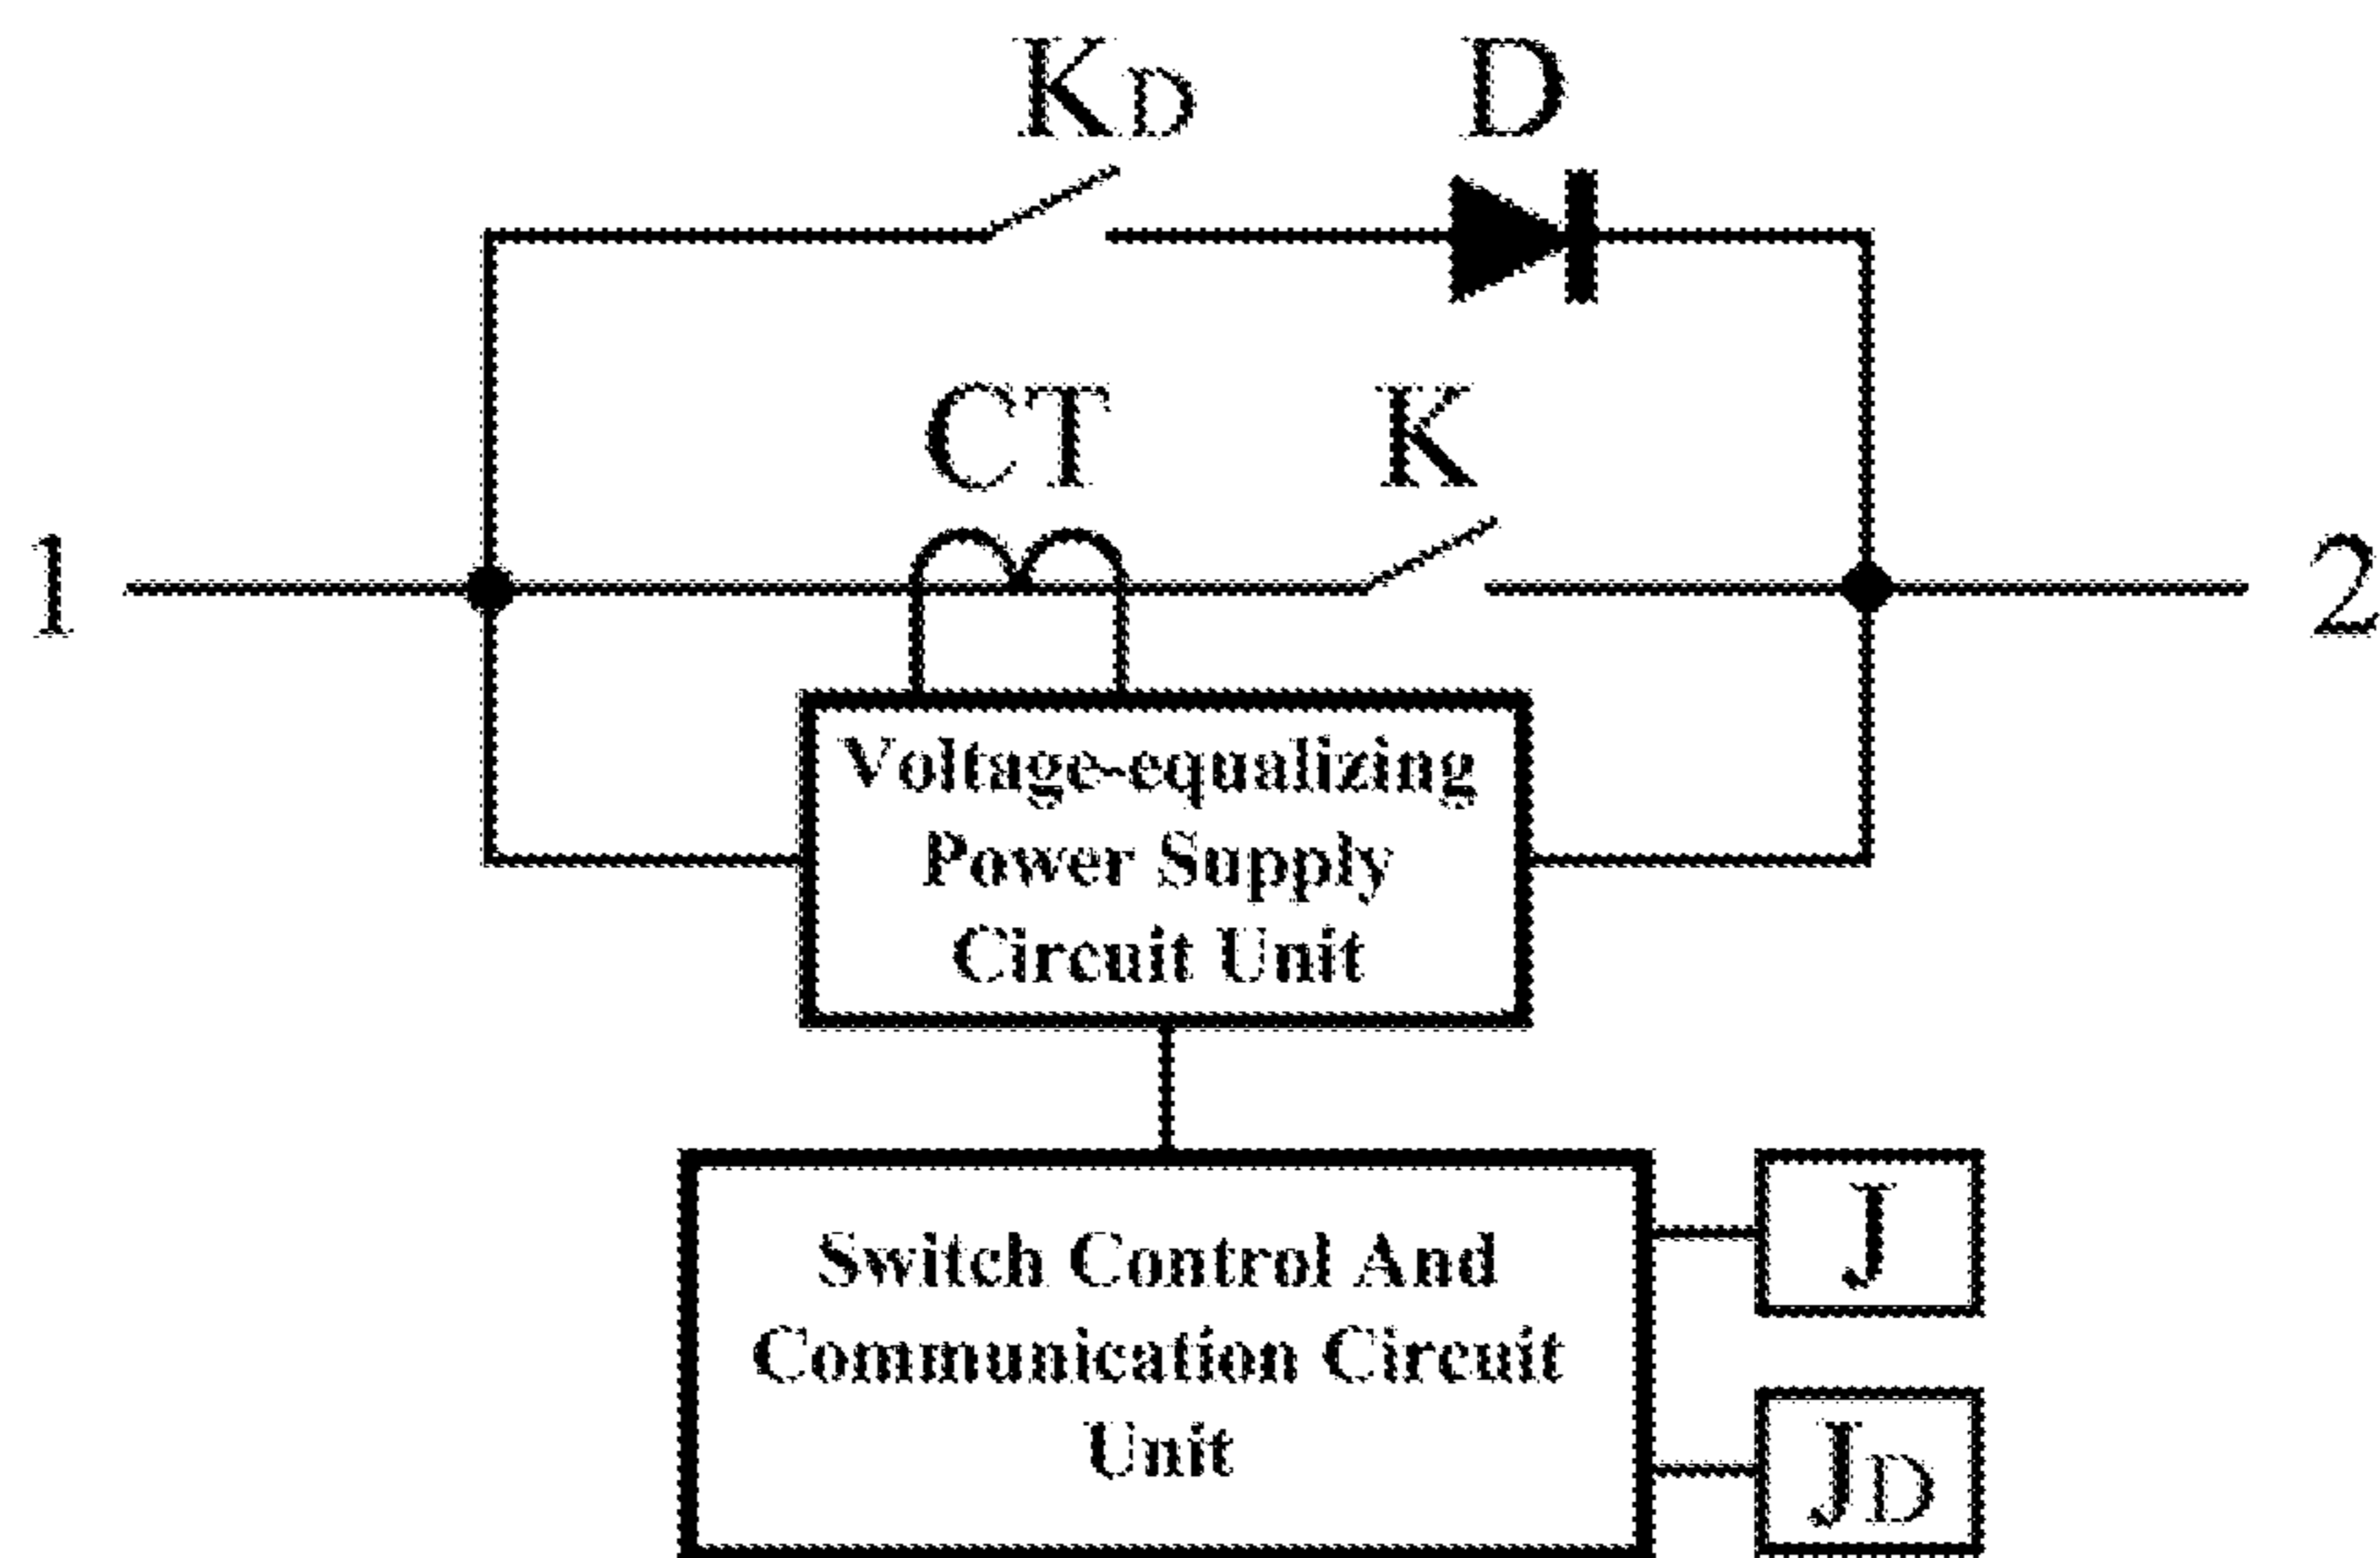 KD D
CT K
1 2
Voltage-equalizing
Power Supply
Circuit Unit
Switch Control And
Communication Circuit
Unit
J
JD